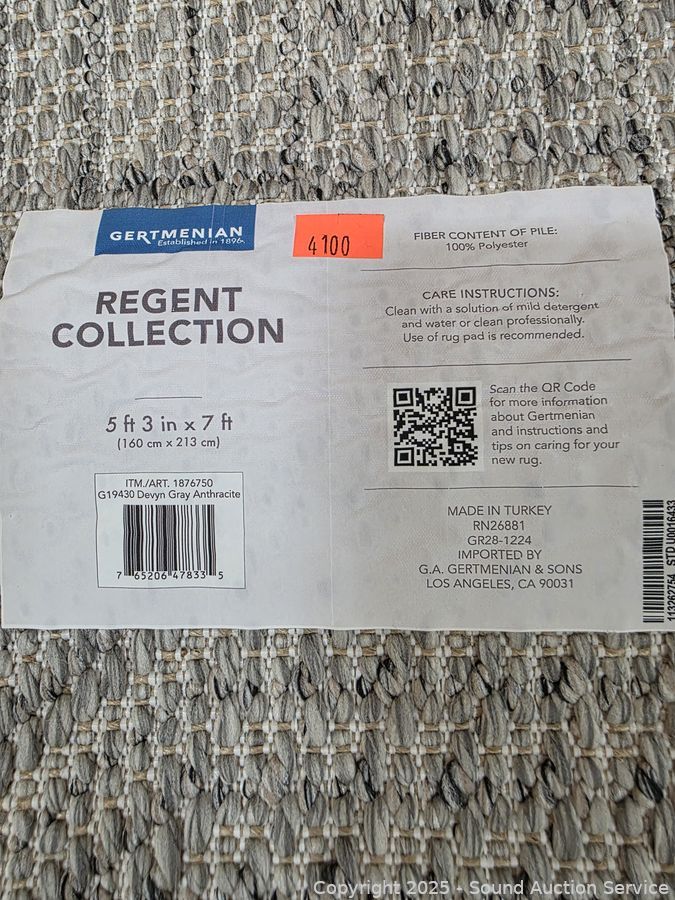 GERTMENIAN
Established in 1896.
REGENT
COLLECTION
5 ft 3 in x 7 ft
(160 cm x 213 cm)
ITM./ART. 1876750
G19430 Devyn Gray Anthracite
7 65206 47833 5
4100
FIBER CONTENT OF PILE:
100% Polyester
CARE INSTRUCTIONS:
Clean with a solution of mild detergent
and water or clean professionally.
Use of rug pad is recommended.
Scan the QR Code
for more information
about Gertmenian
and instructions and
tips on caring for your
new rug.
MADE IN TURKEY
RN26881
GR28-1224
IMPORTED BY
G.A. GERTMENIAN & SONS
LOS ANGELES, CA 90031
113262754 STD U0016433
Copyright 2025 - Sound Auction Service